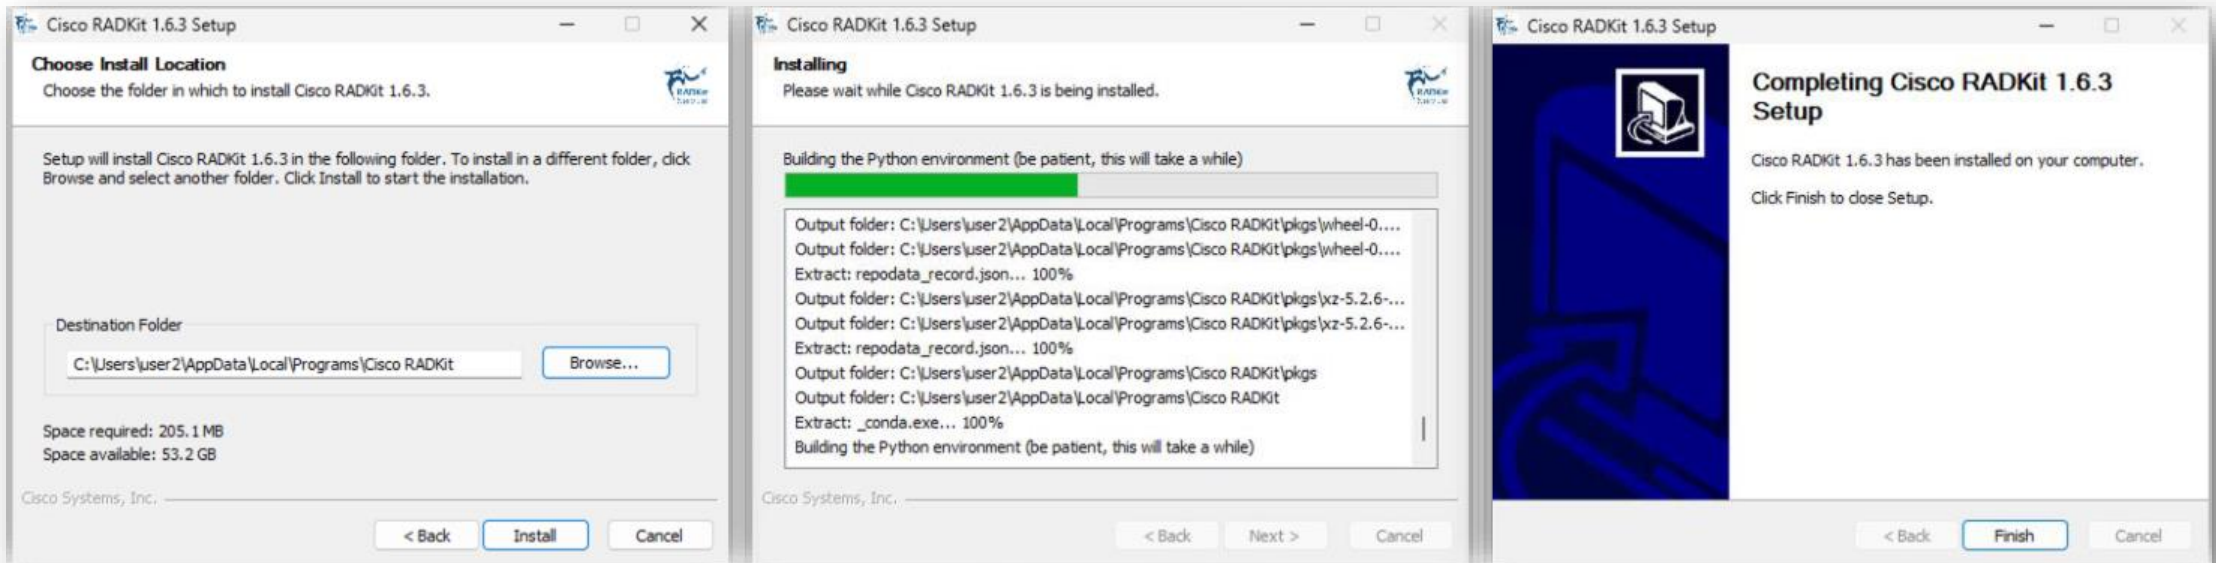 Cisco RADKit 1.6.3 Setup
Choose Install Location
Choose the folder in which to install Cisco RADKit 1.6.3.
RADKit
Setup will install Cisco RADKit 1.6.3 in the following folder. To install in a different folder, click
Browse and select another folder. Click Install to start the installation.
Destination Folder
C:\Users\user2\AppData\Local\Programs\Cisco RADKit
Browse...
Space required: 205.1 MB
Space available: 53.2 GB
Cisco Systems, Inc.
< Back
Install
Cancel
Cisco RADKit 1.6.3 Setup
Installing
Please wait while Cisco RADKit 1.6.3 is being installed.
RADKit
Building the Python environment (be patient, this will take a while)
Output folder: C:\Users\user2\AppData\Local\Programs\Cisco RADKit\pkgs\wheel-0....
Output folder: C:\Users\user2\AppData\Local\Programs\Cisco RADKit\pkgs\wheel-0....
Extract: repodata_record.json... 100%
Output folder: C:\Users\user2\AppData\Local\Programs\Cisco RADKit\pkgs\xz-5.2.6-...
Output folder: C:\Users\user2\AppData\Local\Programs\Cisco RADKit\pkgs\xz-5.2.6-...
Extract: repodata_record.json... 100%
Output folder: C:\Users\user2\AppData\Local\Programs\Cisco RADKit\pkgs
Output folder: C:\Users\user2\AppData\Local\Programs\Cisco RADKit
Extract: _conda.exe... 100%
Building the Python environment (be patient, this will take a while)
Cisco Systems, Inc.
< Back
Next >
Cancel
Cisco RADKit 1.6.3 Setup
Completing Cisco RADKit 1.6.3
Setup
Cisco RADKit 1.6.3 has been installed on your computer.
Click Finish to close Setup.
< Back
Finish
Cancel